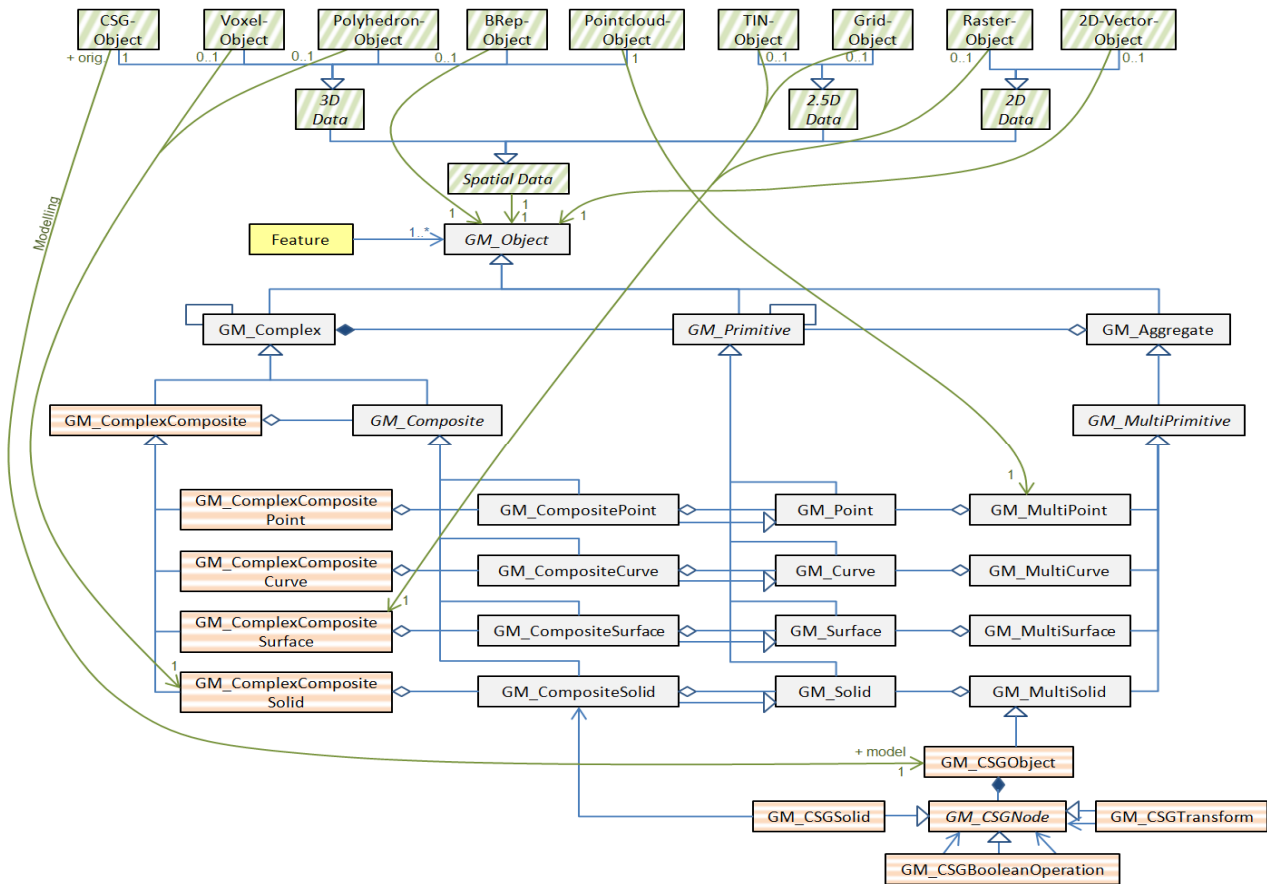 CSG-
Object
Voxel-
Object
Polyhedron-
Object
BRep-
Object
Pointcloud-
Object
TIN-
Object
Grid-
Object
Raster-
Object
2D-Vector-
Object
+ orig.
1
0..1
0..1
0..1
1
0..1
0..1
0..1
0..1
3D
Data
2.5D
Data
2D
Data
Spatial Data
Modelling
1
1
1
1
Feature
1..*
GM_Object
GM_Complex
GM_Primitive
GM_Aggregate
GM_ComplexComposite
GM_Composite
GM_MultiPrimitive
1
GM_ComplexComposite
Point
GM_CompositePoint
GM_Point
GM_MultiPoint
GM_ComplexComposite
Curve
GM_CompositeCurve
GM_Curve
GM_MultiCurve
1
GM_ComplexComposite
Surface
GM_CompositeSurface
GM_Surface
GM_MultiSurface
1
GM_ComplexComposite
Solid
GM_CompositeSolid
GM_Solid
GM_MultiSolid
+ model
1
GM_CSGObject
GM_CSGSolid
GM_CSGNode
GM_CSGTransform
GM_CSGBooleanOperation